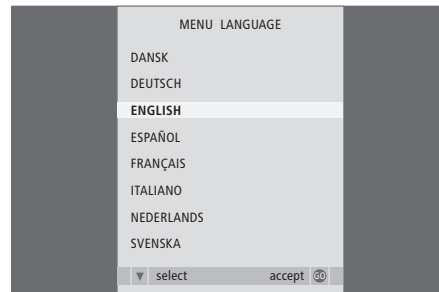 MENU LANGUAGE
DANSK
DEUTSCH
ENGLISH
ESPAÑOL
FRANÇAIS
ITALIANO
NEDERLANDS
SVENSKA
▼ select accept GO